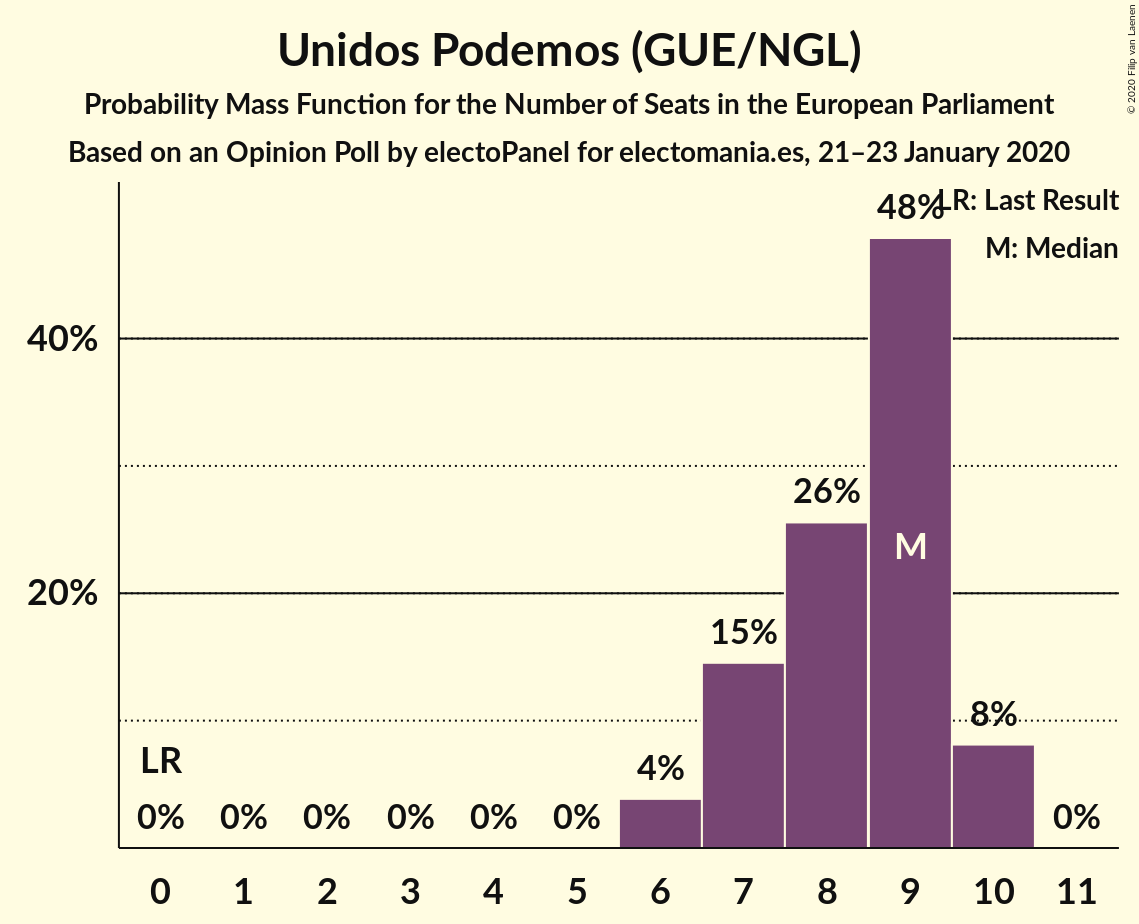 Unidos Podemos (GUE/NGL)
Probability Mass Function for the Number of Seats in the European Parliament
Based on an Opinion Poll by electoPanel for electomania.es, 21–23 January 2020
© 2020 Filip van Laenen
LR: Last Result
M: Median
48%
40%
26%
M
20%
15%
8%
LR
4%
0% 0% 0% 0% 0% 0% 0%
0 1 2 3 4 5 6 7 8 9 10 11